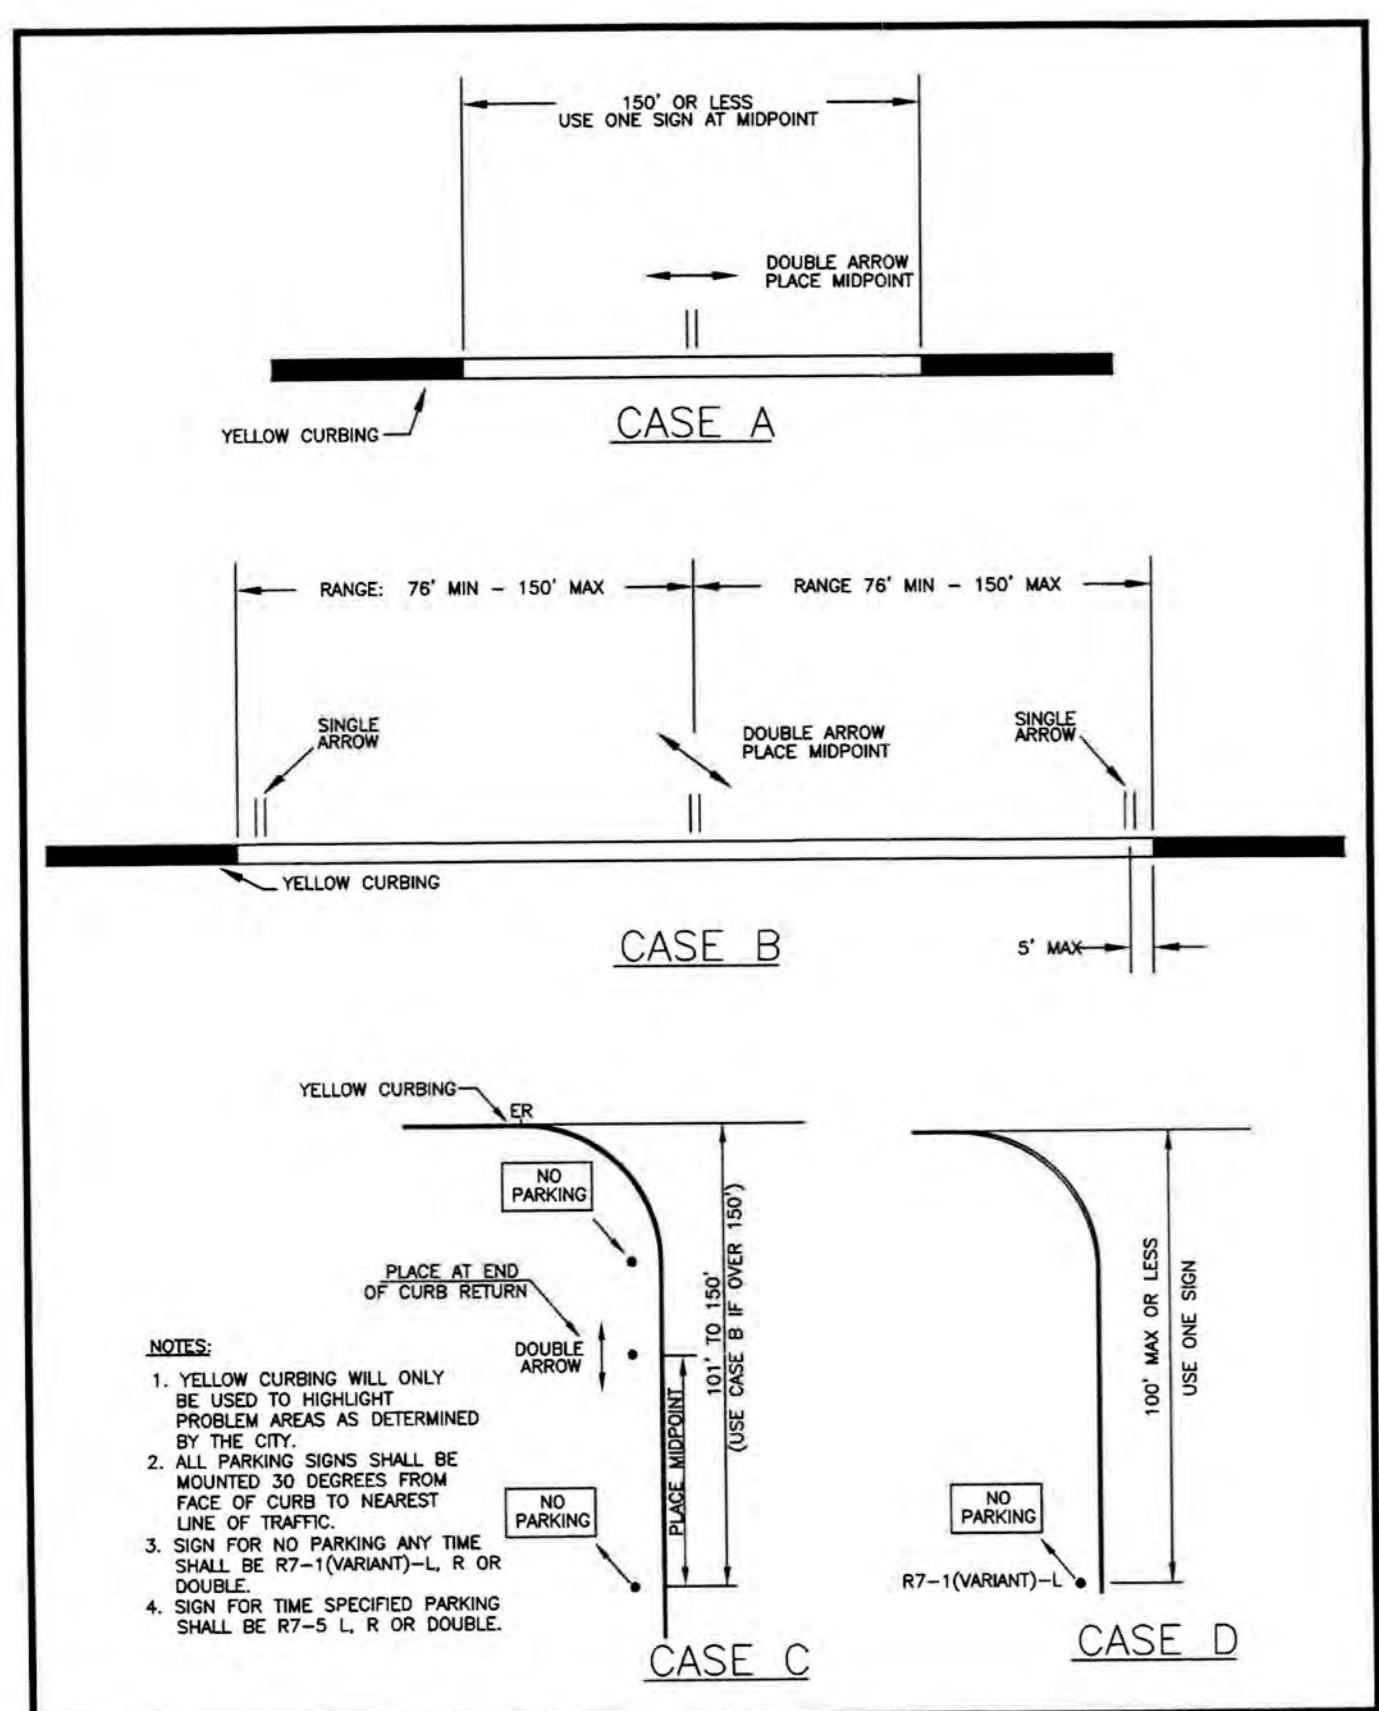 150' OR LESS
USE ONE SIGN AT MIDPOINT
DOUBLE ARROW
PLACE MIDPOINT
YELLOW CURBING
CASE A
RANGE: 76' MIN - 150' MAX
RANGE 76' MIN - 150' MAX
SINGLE
ARROW
DOUBLE ARROW
PLACE MIDPOINT
SINGLE
ARROW
YELLOW CURBING
CASE B
5' MAX
YELLOW CURBING
ER
NO
PARKING
PLACE AT END
OF CURB RETURN
DOUBLE
ARROW
NO
PARKING
PLACE MIDPOINT
101' TO 150'
(USE CASE B IF OVER 150')
CASE C
100' MAX OR LESS
USE ONE SIGN
NO
PARKING
R7-1(VARIANT)-L
CASE D
NOTES:
1. YELLOW CURBING WILL ONLY
BE USED TO HIGHLIGHT
PROBLEM AREAS AS DETERMINED
BY THE CITY.
2. ALL PARKING SIGNS SHALL BE
MOUNTED 30 DEGREES FROM
FACE OF CURB TO NEAREST
LINE OF TRAFFIC.
3. SIGN FOR NO PARKING ANY TIME
SHALL BE R7-1(VARIANT)-L, R OR
DOUBLE.
4. SIGN FOR TIME SPECIFIED PARKING
SHALL BE R7-5 L, R OR DOUBLE.